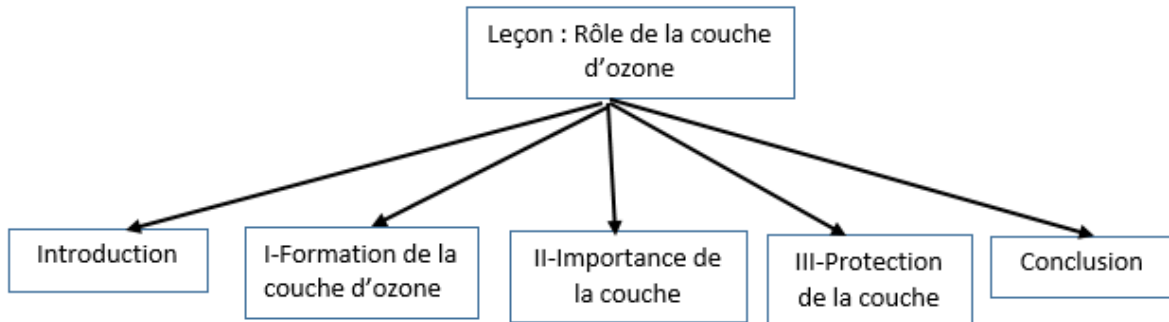 Leçon : Rôle de la couche
d’ozone
Introduction
I-Formation de la
couche d’ozone
II-Importance de
la couche
III-Protection
de la couche
Conclusion